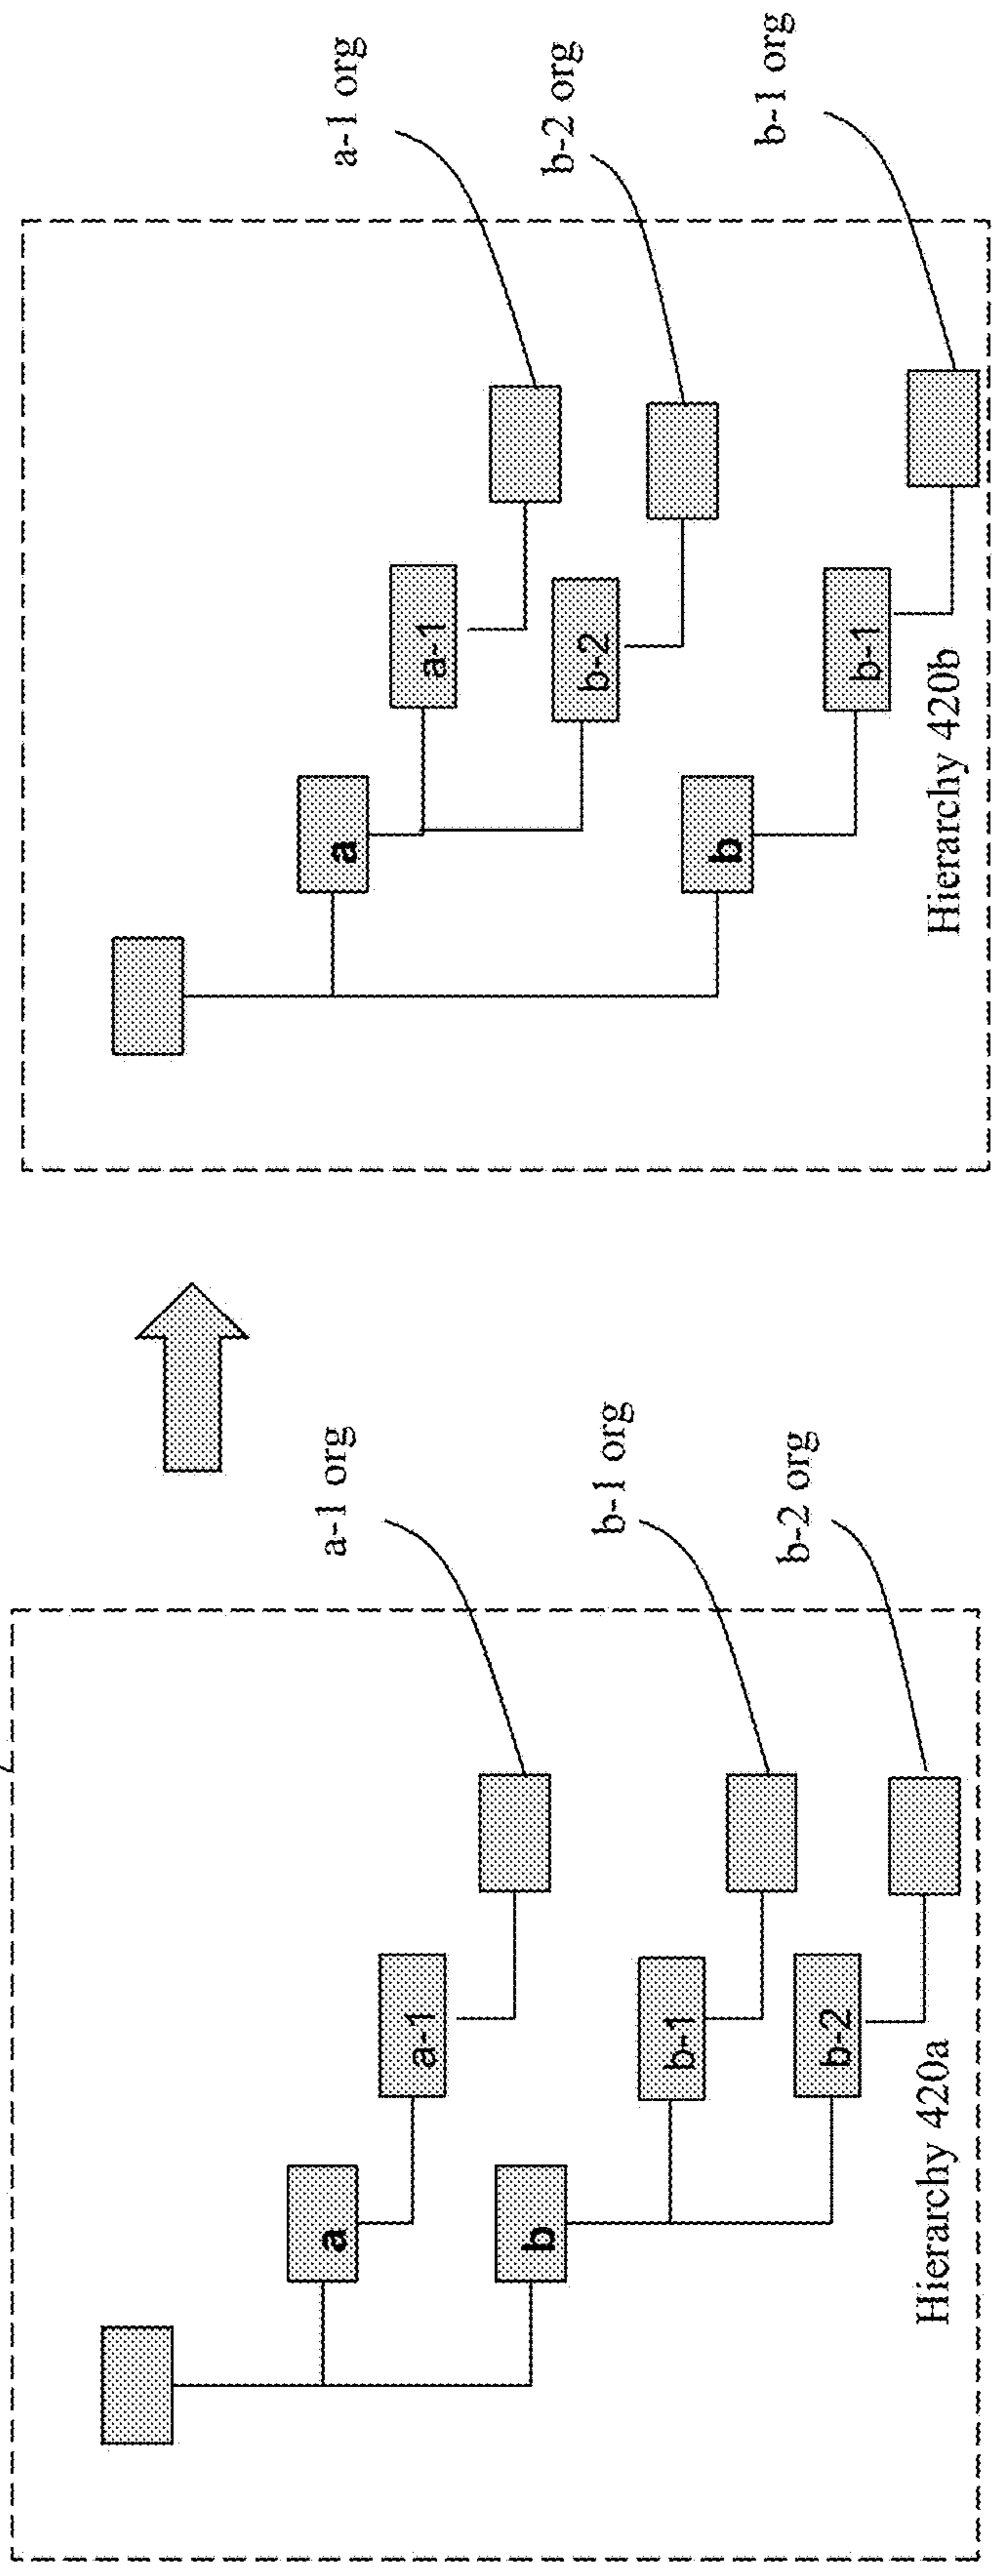 a
a-1
a-1 org
b
b-1
b-1 org
b-2
b-2 org
Hierarchy 420a
a
a-1
a-1 org
b-2
b-2 org
b
b-1
b-1 org
Hierarchy 420b